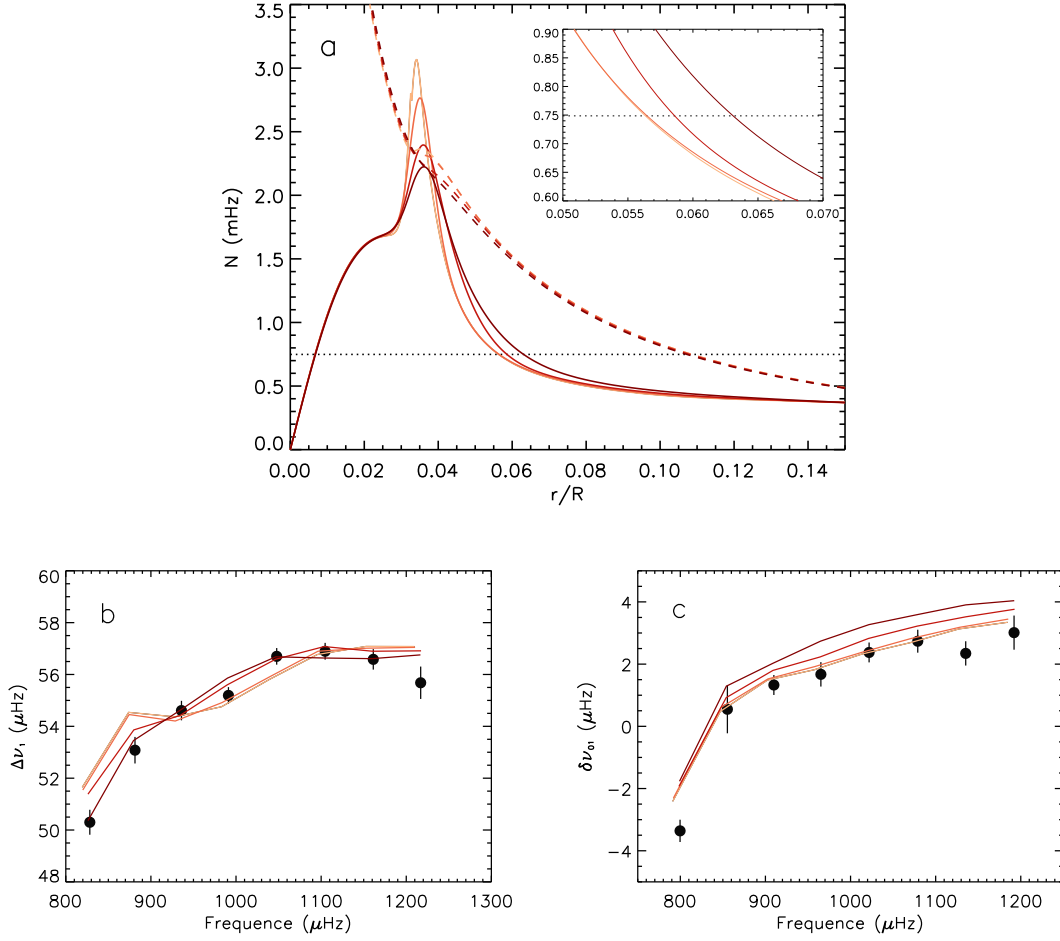 a
N (mHz)
3.5
3.0
2.5
2.0
1.5
1.0
0.5
0.0
0.00 0.02 0.04 0.06 0.08 0.10 0.12 0.14
r/R
0.90
0.85
0.80
0.75
0.70
0.65
0.60
0.050 0.055 0.060 0.065 0.070
b
Δν₁ (μHz)
60
58
56
54
52
50
48
800 900 1000 1100 1200 1300
Frequence (μHz)
c
δν₀₁ (μHz)
4
2
0
−2
−4
800 900 1000 1100 1200
Frequence (μHz)